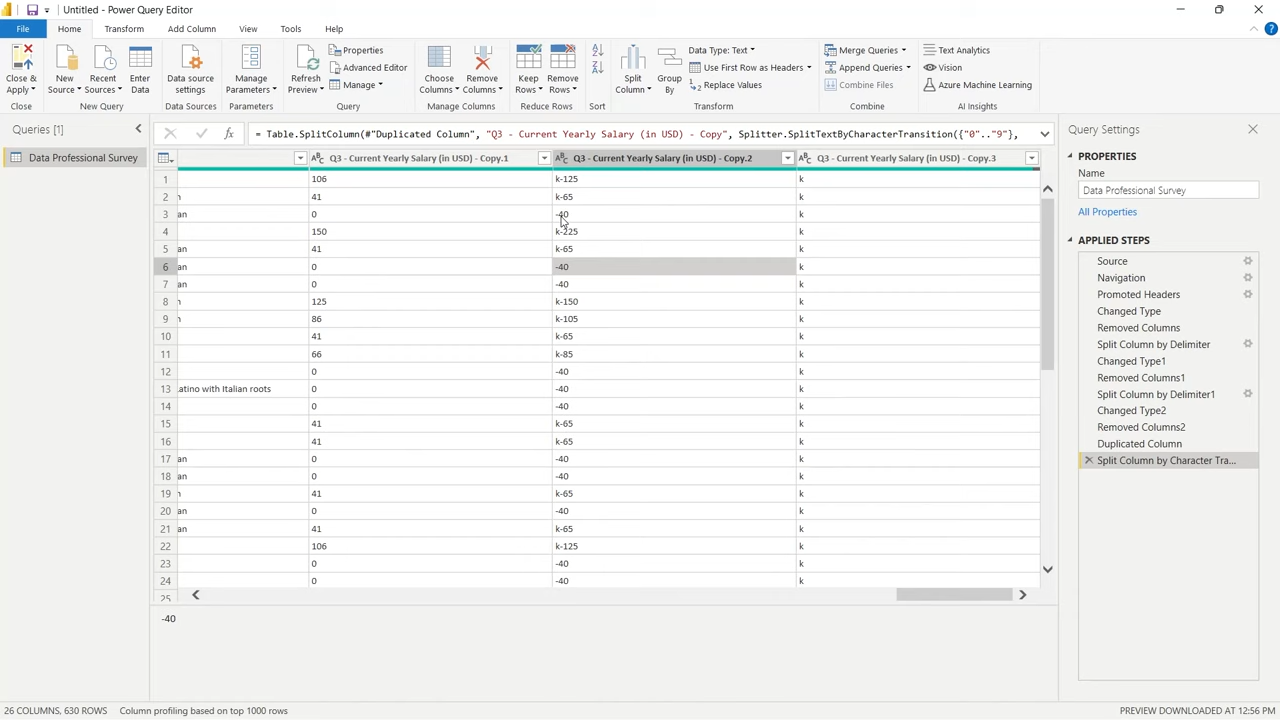 Untitled - Power Query Editor
File Home Transform Add Column View Tools Help
Close & Apply
New Source
Recent Sources
Enter Data
Data source settings
Manage Parameters
Refresh Preview
Properties
Advanced Editor
Manage
Choose Columns
Remove Columns
Keep Rows
Remove Rows
Split Column
Group By
Data Type: Text
Use First Row as Headers
Replace Values
Merge Queries
Append Queries
Combine Files
Text Analytics
Vision
Azure Machine Learning
Close New Query Data Sources Parameters Query Manage Columns Reduce Rows Sort Transform Combine AI Insights
Queries [1]
Data Professional Survey
= Table.SplitColumn(#"Duplicated Column", "Q3 - Current Yearly Salary (in USD) - Copy", Splitter.SplitTextByCharacterTransition({"0".."9"},
Q3 - Current Yearly Salary (in USD) - Copy.1 Q3 - Current Yearly Salary (in USD) - Copy.2 Q3 - Current Yearly Salary (in USD) - Copy.3
1 106 k-125 k
2 n 41 k-65 k
3 an 0 -40 k
4 150 k-225 k
5 an 41 k-65 k
6 an 0 -40 k
7 an 0 -40 k
8 n 125 k-150 k
9 n 86 k-105 k
10 41 k-65 k
11 66 k-85 k
12 0 -40 k
13 atino with Italian roots 0 -40 k
14 0 -40 k
15 41 k-65 k
16 41 k-65 k
17 an 0 -40 k
18 an 0 -40 k
19 n 41 k-65 k
20 an 0 -40 k
21 an 41 k-65 k
22 106 k-125 k
23 0 -40 k
24 0 -40 k
25
-40
Query Settings
PROPERTIES
Name
Data Professional Survey
All Properties
APPLIED STEPS
Source
Navigation
Promoted Headers
Changed Type
Removed Columns
Split Column by Delimiter
Changed Type1
Removed Columns1
Split Column by Delimiter1
Changed Type2
Removed Columns2
Duplicated Column
Split Column by Character Tra...
26 COLUMNS, 630 ROWS Column profiling based on top 1000 rows PREVIEW DOWNLOADED AT 12:56 PM